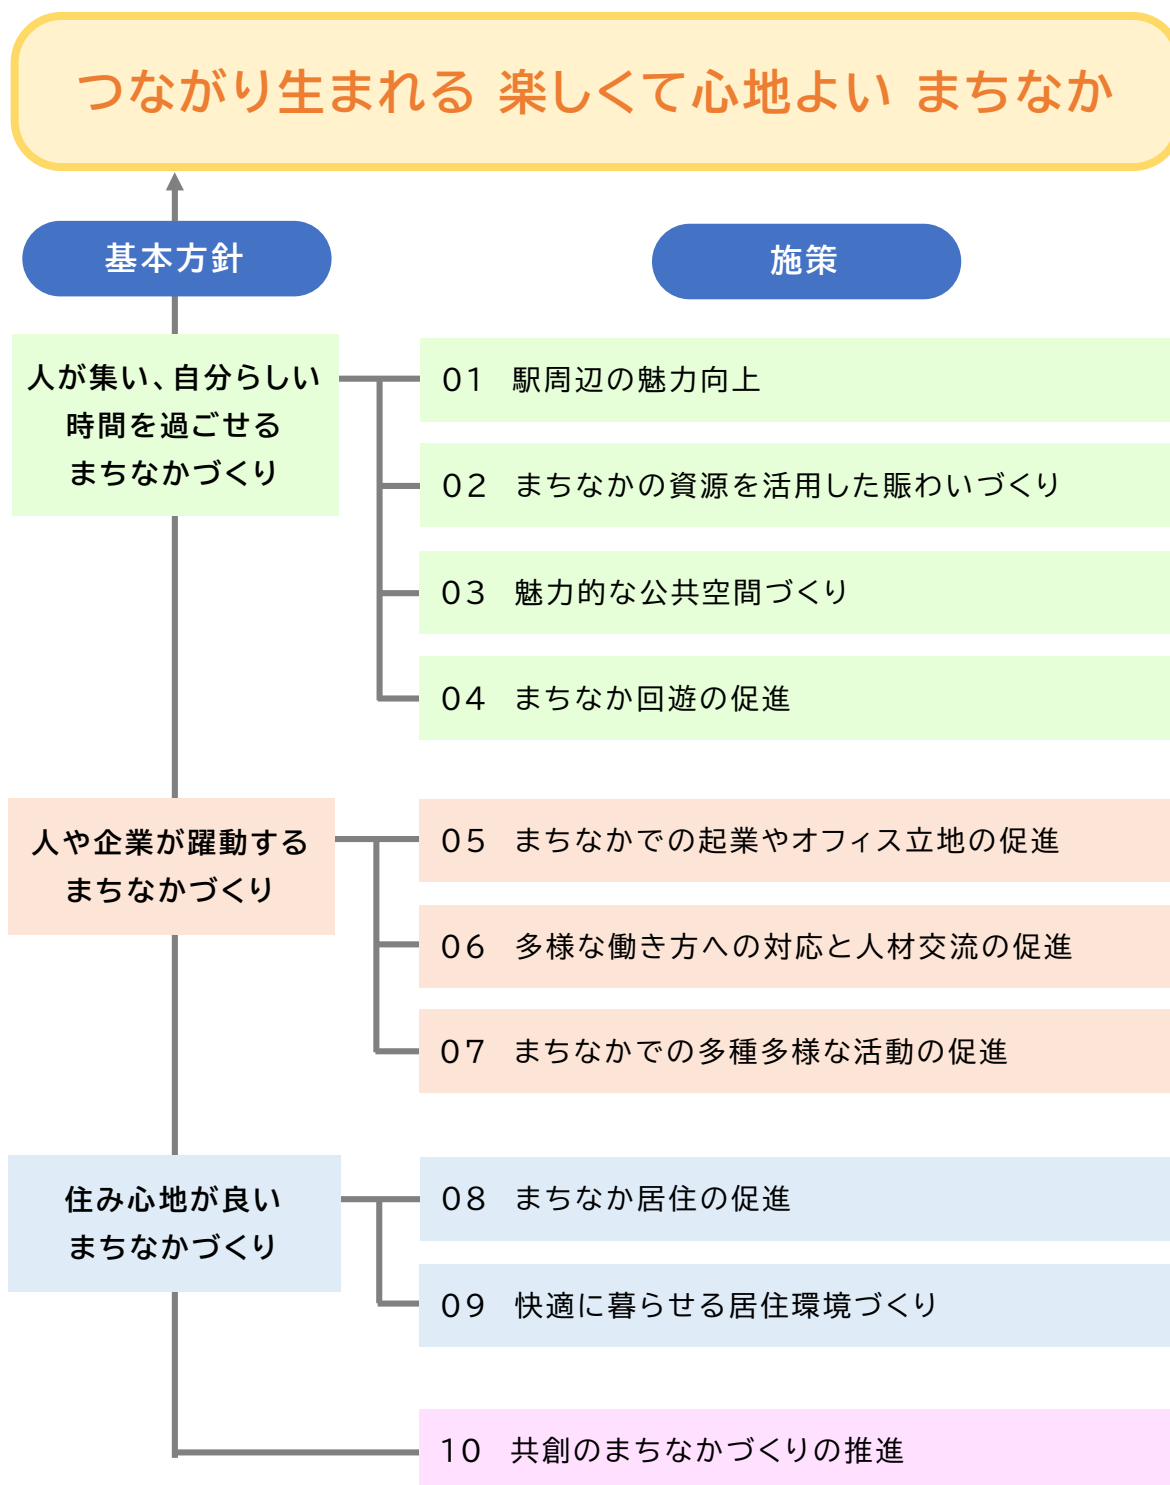 つながり生まれる 楽しくて心地よい まちなか
基本方針
施策
人が集い、自分らしい
時間を過ごせる
まちなかづくり
01 駅周辺の魅力向上
02 まちなかの資源を活用した賑わいづくり
03 魅力的な公共空間づくり
04 まちなか回遊の促進
人や企業が躍動する
まちなかづくり
05 まちなかでの起業やオフィス立地の促進
06 多様な働き方への対応と人材交流の促進
07 まちなかでの多種多様な活動の促進
住み心地が良い
まちなかづくり
08 まちなか居住の促進
09 快適に暮らせる居住環境づくり
10 共創のまちなかづくりの推進